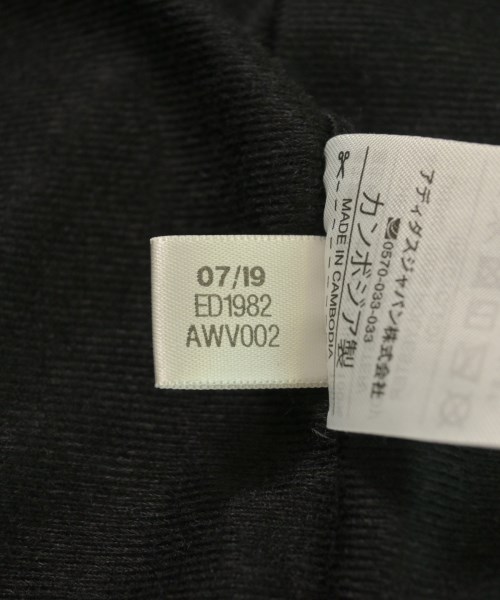 07/19
ED1982
AWV002
アディダスジャパン株式会社
0570-033-033
カンボジア製
MADE IN CAMBODIA